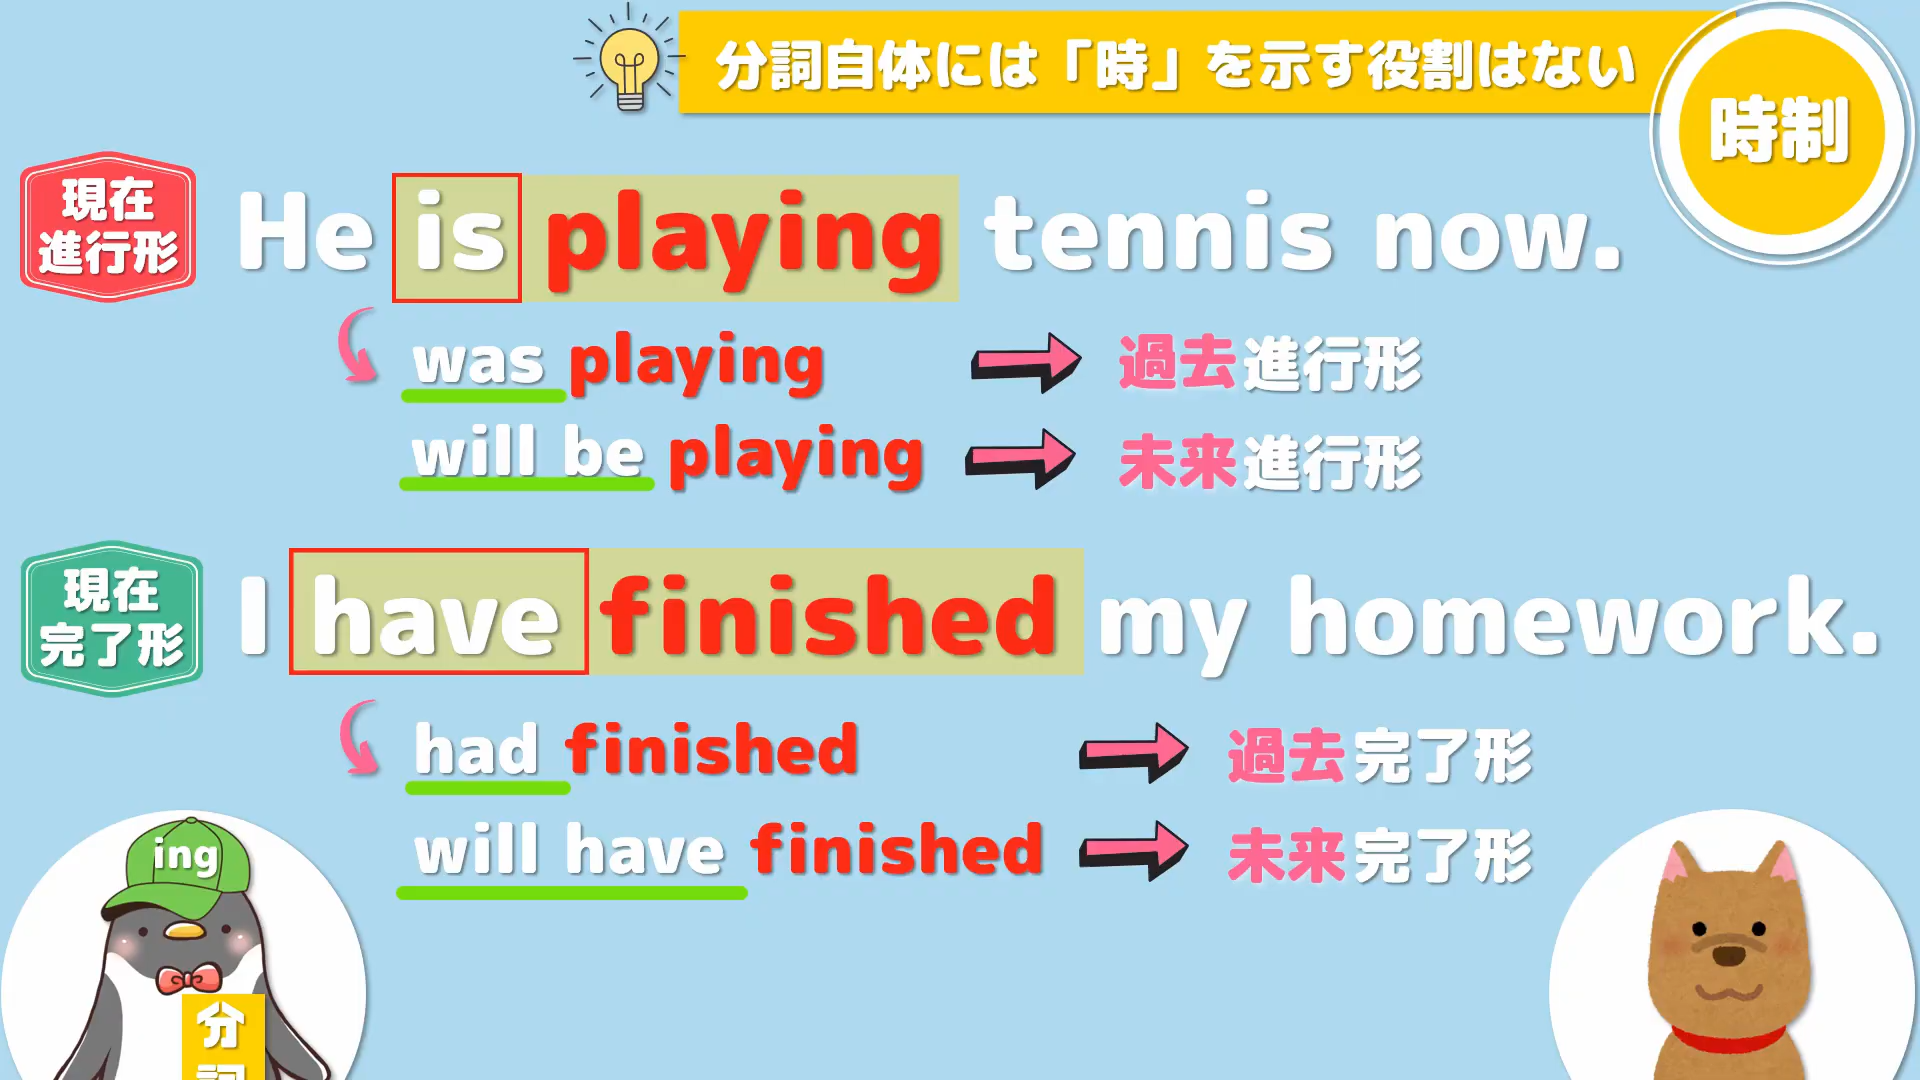 分詞自体には「時」を示す役割はない
時制
現在
進行形
He is playing tennis now.
was playing
過去進行形
will be playing
未来進行形
現在
完了形
I have finished my homework.
had finished
過去完了形
will have finished
未来完了形
ing
分
詞